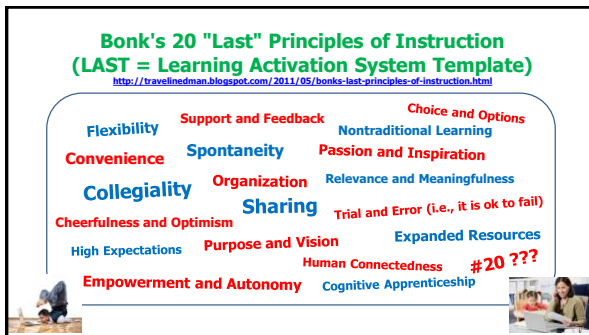 Bonk's 20 "Last" Principles of Instruction
(LAST = Learning Activation System Template)
http://travelinedman.blogspot.com/2011/05/bonks-last-principles-of-instruction.html
Choice and Options
Support and Feedback
Flexibility
Nontraditional Learning
Convenience
Spontaneity
Passion and Inspiration
Collegiality
Organization
Relevance and Meaningfulness
Sharing
Trial and Error (i.e., it is ok to fail)
Cheerfulness and Optimism
High Expectations
Purpose and Vision
Expanded Resources
Human Connectedness
#20 ???
Empowerment and Autonomy
Cognitive Apprenticeship